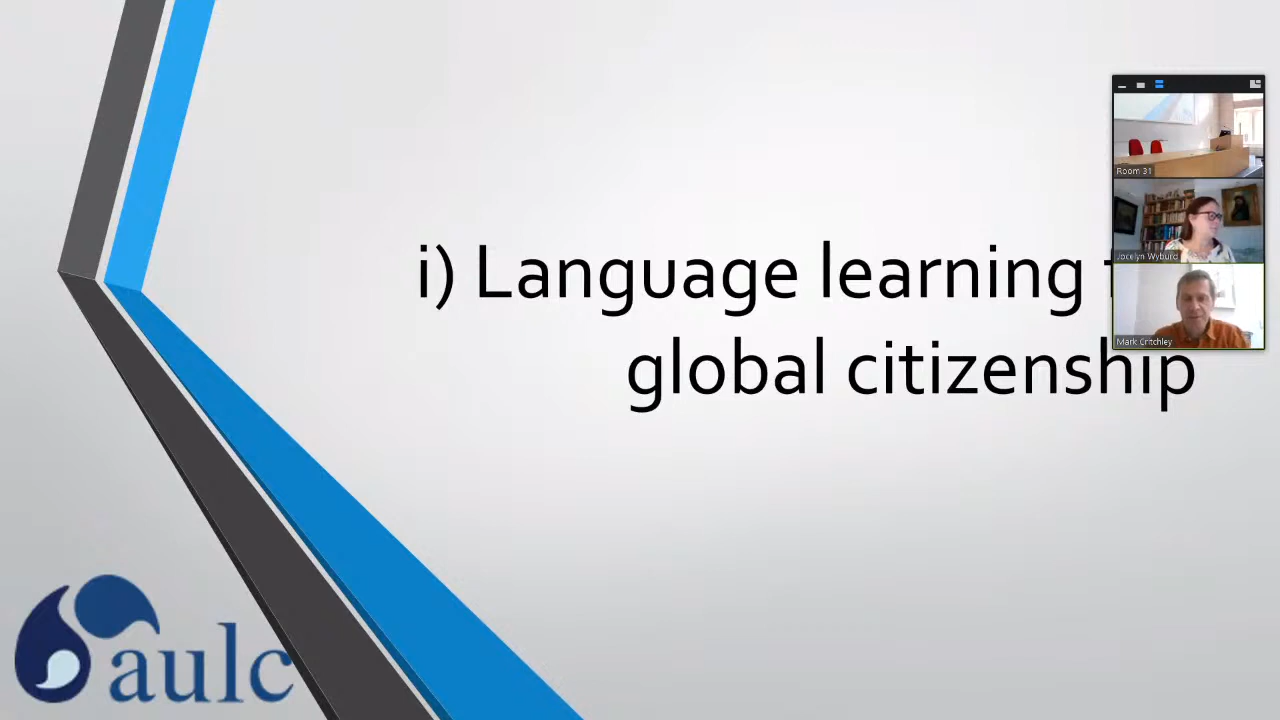 i) Language learning
global citizenship
Room 31
Jocelyn Wyburd
Mark Critchley
aulc